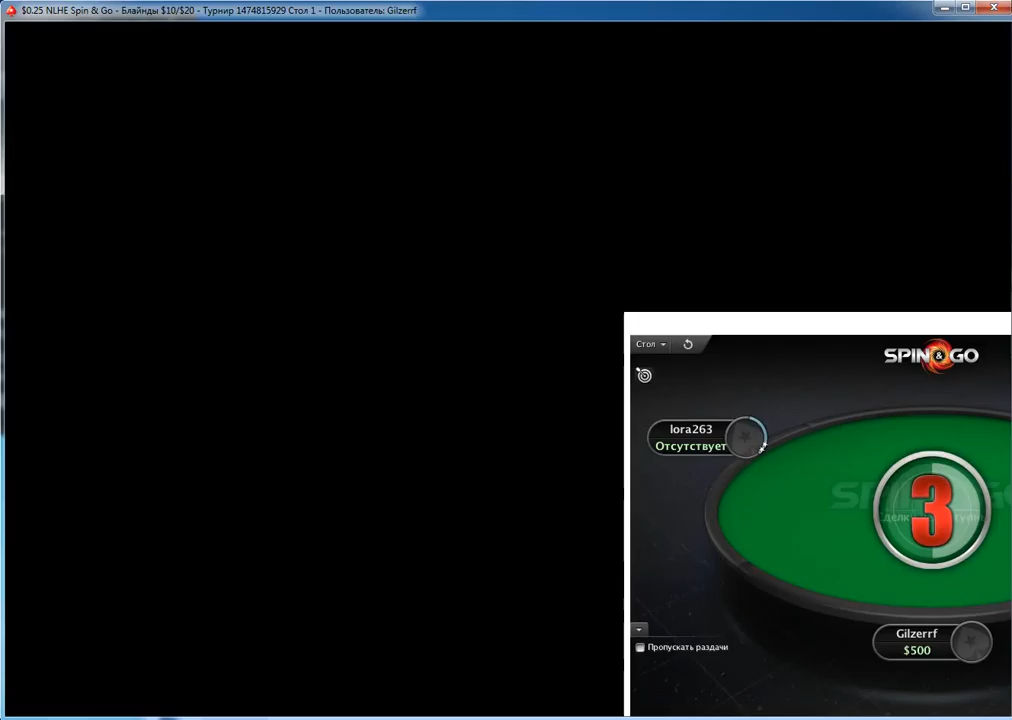 $0.25 NLHE Spin & Go - Блайнды $10/$20 - Турнир 1474815929 Стол 1 - Пользователь: Gilzerrf
Стол
SPIN & GO
lora263
Отсутствует
SPIN
3
Gilzerrf
$500
Пропускать раздачи